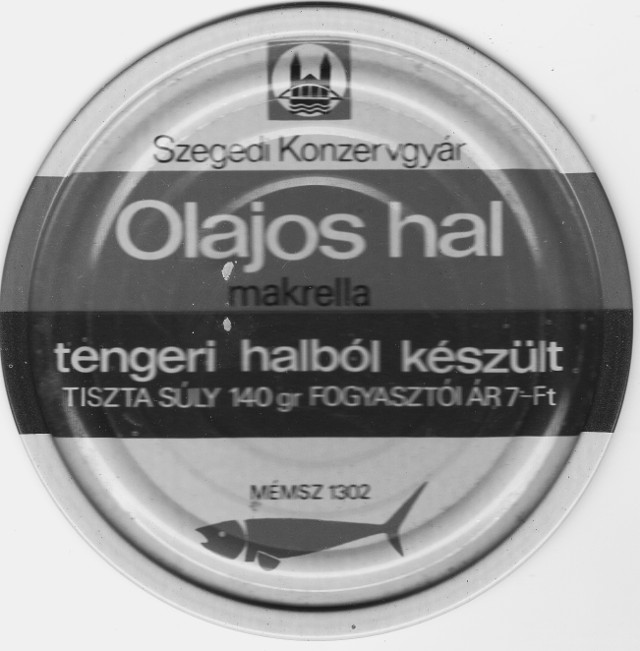 Szegedi Konzervgyár
Olajos hal
makrella
tengeri halból készült
TISZTA SÚLY 140 gr FOGYASZTÓI ÁR 7-Ft
MÉMSZ 1302